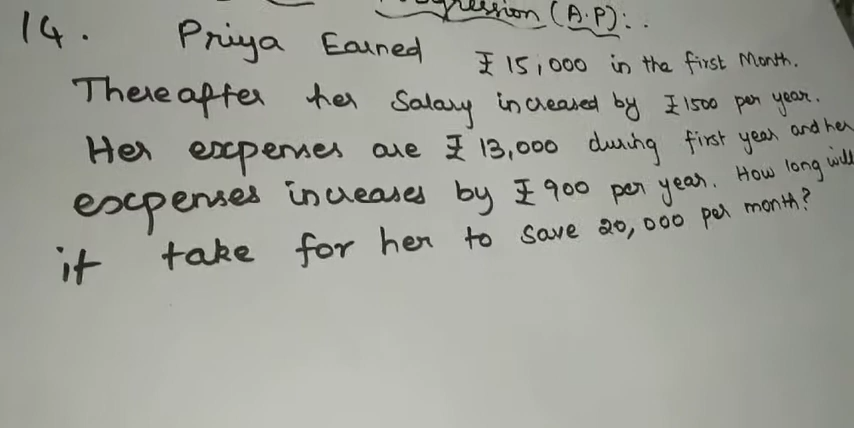 ression (A.P):.
14. Priya Earned ₹ 15,000 in the first Month.
Thereafter her Salary increased by ₹1500 per year.
Her expenses are ₹ 13,000 during first year and her
expenses increases by ₹900 per year. How long will
it take for her to save 20,000 per month?